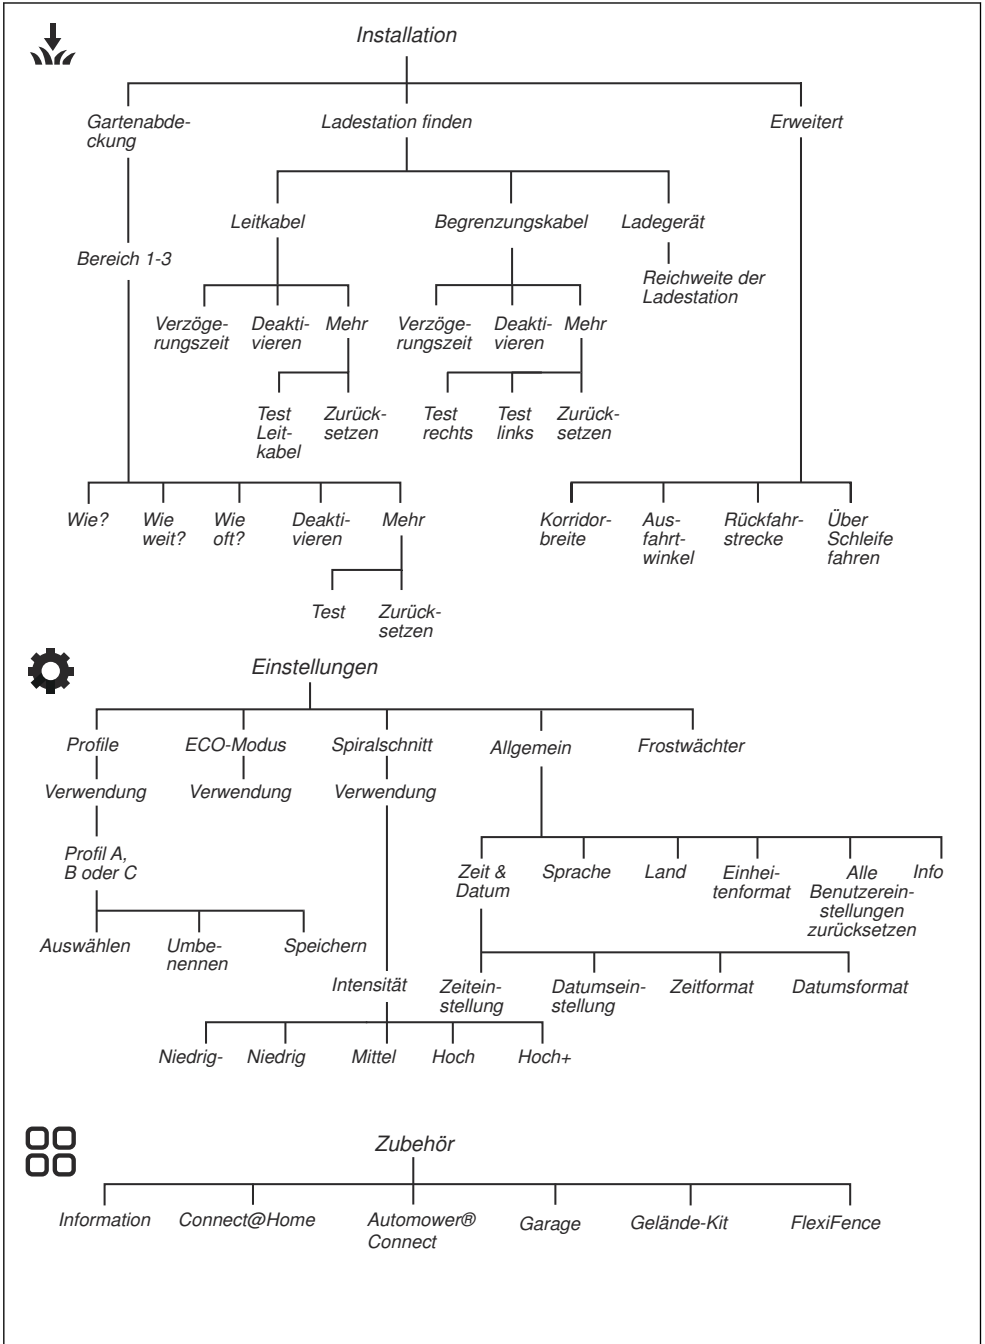 Installation
Gartenabde-
ckung
Ladestation finden
Erweitert
Leitkabel
Begrenzungskabel
Ladegerät
Bereich 1-3
Reichweite der
Ladestation
Verzöge-
rungszeit
Deakti-
vieren
Mehr
Verzöge-
rungszeit
Deakti-
vieren
Mehr
Test
Leit-
kabel
Zurück-
setzen
Test
rechts
Test
links
Zurück-
setzen
Wie?
Wie
weit?
Wie
oft?
Deakti-
vieren
Mehr
Korridor-
breite
Aus-
fahrt-
winkel
Rückfahr-
strecke
Über
Schleife
fahren
Test
Zurück-
setzen
Einstellungen
Profile
ECO-Modus
Spiralschnitt
Allgemein
Frostwächter
Verwendung
Verwendung
Verwendung
Profil A,
B oder C
Zeit &
Datum
Sprache
Land
Einhei-
tenformat
Alle
Benutzerein-
stellungen
zurücksetzen
Info
Auswählen
Umbe-
nennen
Speichern
Intensität
Zeitein-
stellung
Datumsein-
stellung
Zeitformat
Datumsformat
Niedrig-
Niedrig
Mittel
Hoch
Hoch+
Zubehör
Information
Connect@Home
Automower®
Connect
Garage
Gelände-Kit
FlexiFence